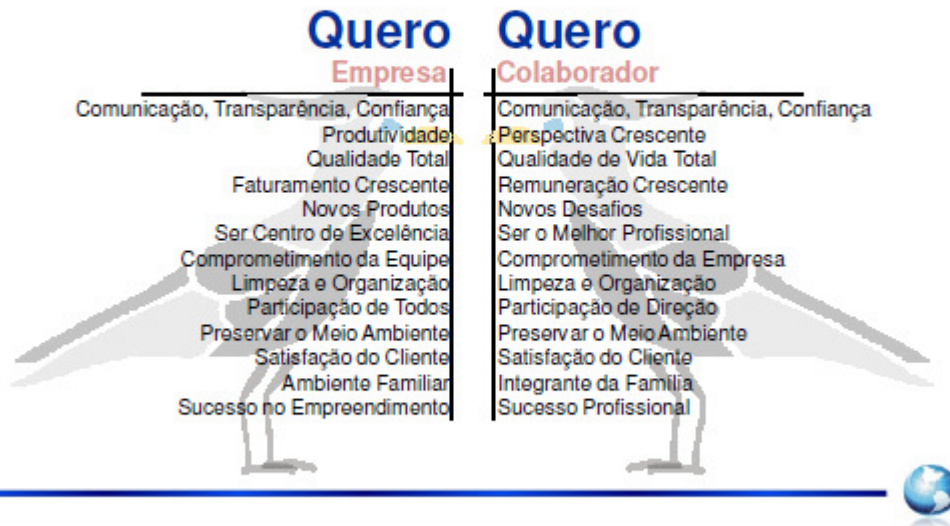 Quero
Empresa
Comunicação, Transparência, Confiança
Produtividade
Qualidade Total
Faturamento Crescente
Novos Produtos
Ser Centro de Excelência
Comprometimento da Equipe
Limpeza e Organização
Participação de Todos
Preservar o Meio Ambiente
Satisfação do Cliente
Ambiente Familiar
Sucesso no Empreendimento
Quero
Colaborador
Comunicação, Transparência, Confiança
Perspectiva Crescente
Qualidade de Vida Total
Remuneração Crescente
Novos Desafios
Ser o Melhor Profissional
Comprometimento da Empresa
Limpeza e Organização
Participação de Direção
Preservar o Meio Ambiente
Satisfação do Cliente
Integrante da Família
Sucesso Profissional